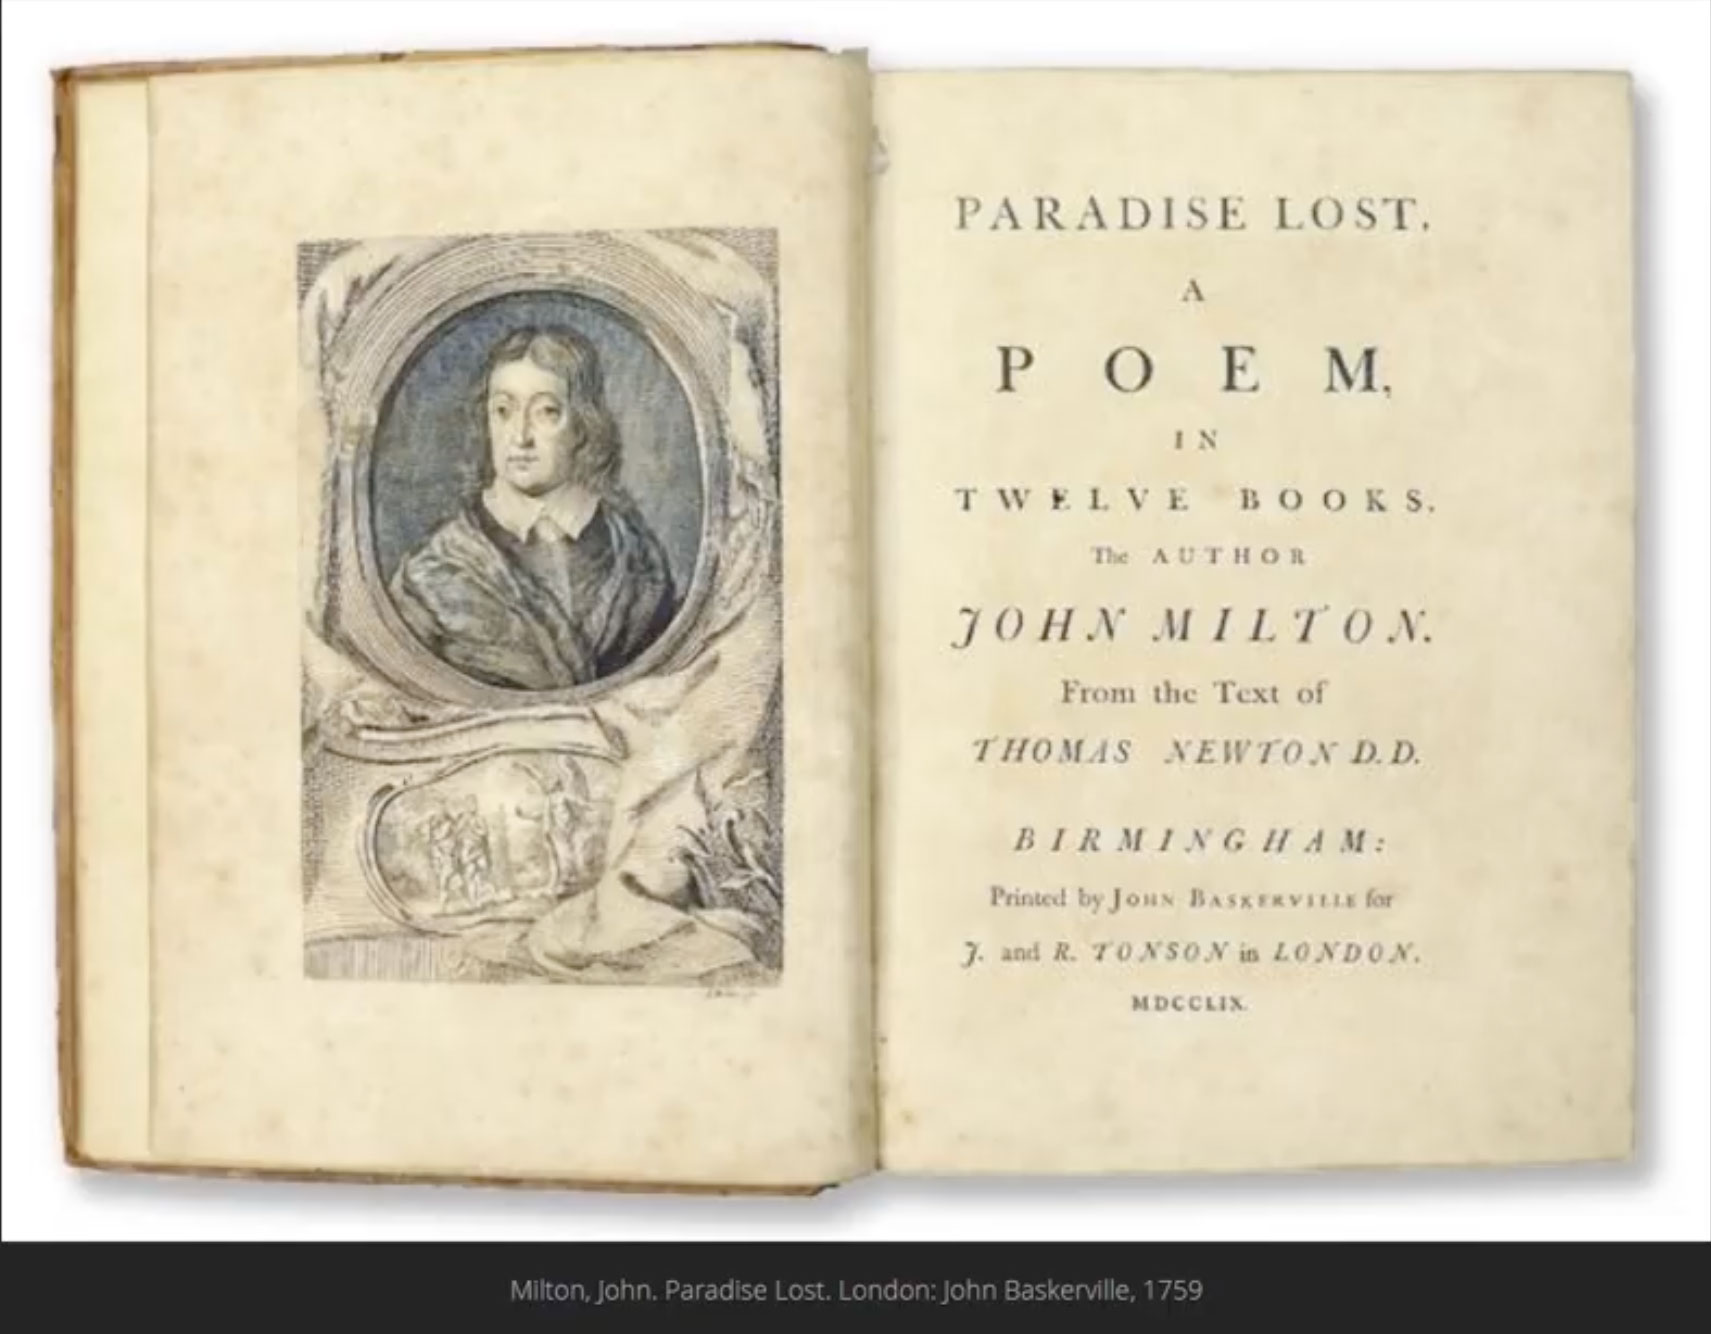 PARADISE LOST.
A
POEM,
IN
TWELVE BOOKS.
The AUTHOR
JOHN MILTON.
From the Text of
THOMAS NEWTON D.D.
BIRMINGHAM:
Printed by JOHN BASKERVILLE for
J. and R. TONSON in LONDON.
MDCCLIX.
Milton, John. Paradise Lost. London: John Baskerville, 1759